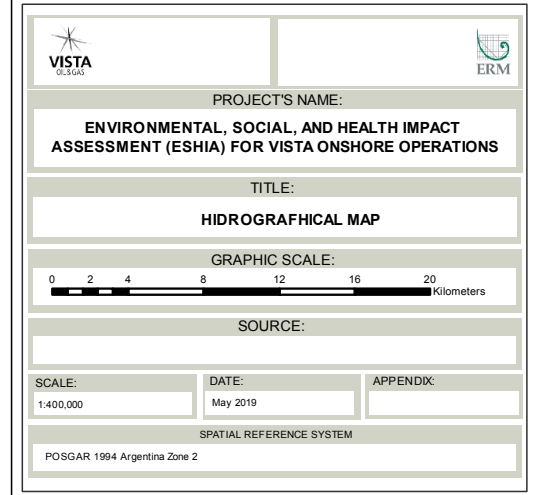 VISTA
OIL & GAS
ERM
PROJECT'S NAME:
ENVIRONMENTAL, SOCIAL, AND HEALTH IMPACT
ASSESSMENT (ESHIA) FOR VISTA ONSHORE OPERATIONS
TITLE:
HIDROGRAFHICAL MAP
GRAPHIC SCALE:
0 2 4 8 12 16 20
Kilometers
SOURCE:
SCALE: DATE: APPENDIX:
1:400,000 May 2019
SPATIAL REFERENCE SYSTEM
POSGAR 1994 Argentina Zone 2